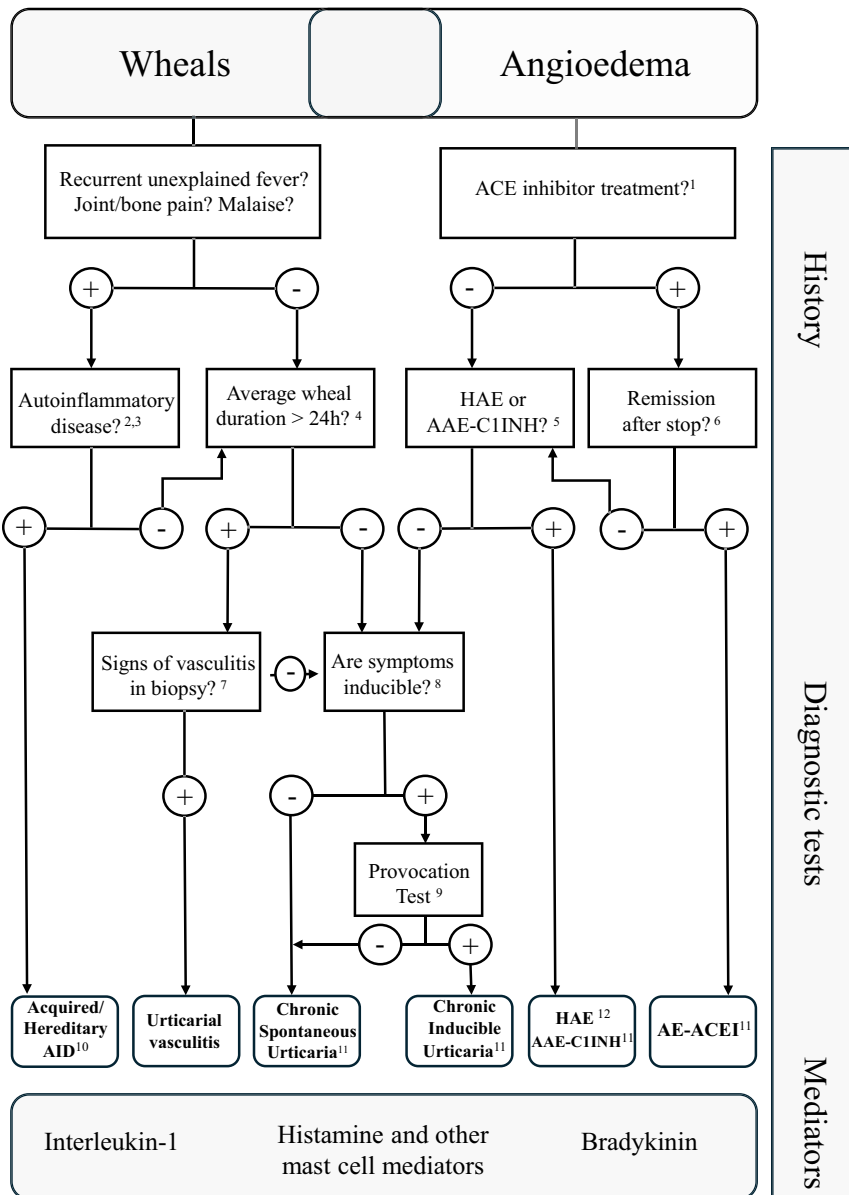 Wheals
Angioedema
Recurrent unexplained fever?
Joint/bone pain? Malaise?
ACE inhibitor treatment?¹
History
+
-
-
+
Autoinflammatory
disease? ²,³
Average wheal
duration > 24h? ⁴
HAE or
AAE-C1INH? ⁵
Remission
after stop? ⁶
+
-
+
-
-
+
-
+
Signs of vasculitis
in biopsy? ⁷
-
Are symptoms
inducible? ⁸
Diagnostic tests
+
-
+
Provocation
Test ⁹
-
+
Acquired/
Hereditary
AID¹⁰
Urticarial
vasculitis
Chronic
Spontaneous
Urticaria¹¹
Chronic
Inducible
Urticaria¹¹
HAE ¹²
AAE-C1INH¹¹
AE-ACEI¹¹
Mediators
Interleukin-1
Histamine and other
mast cell mediators
Bradykinin